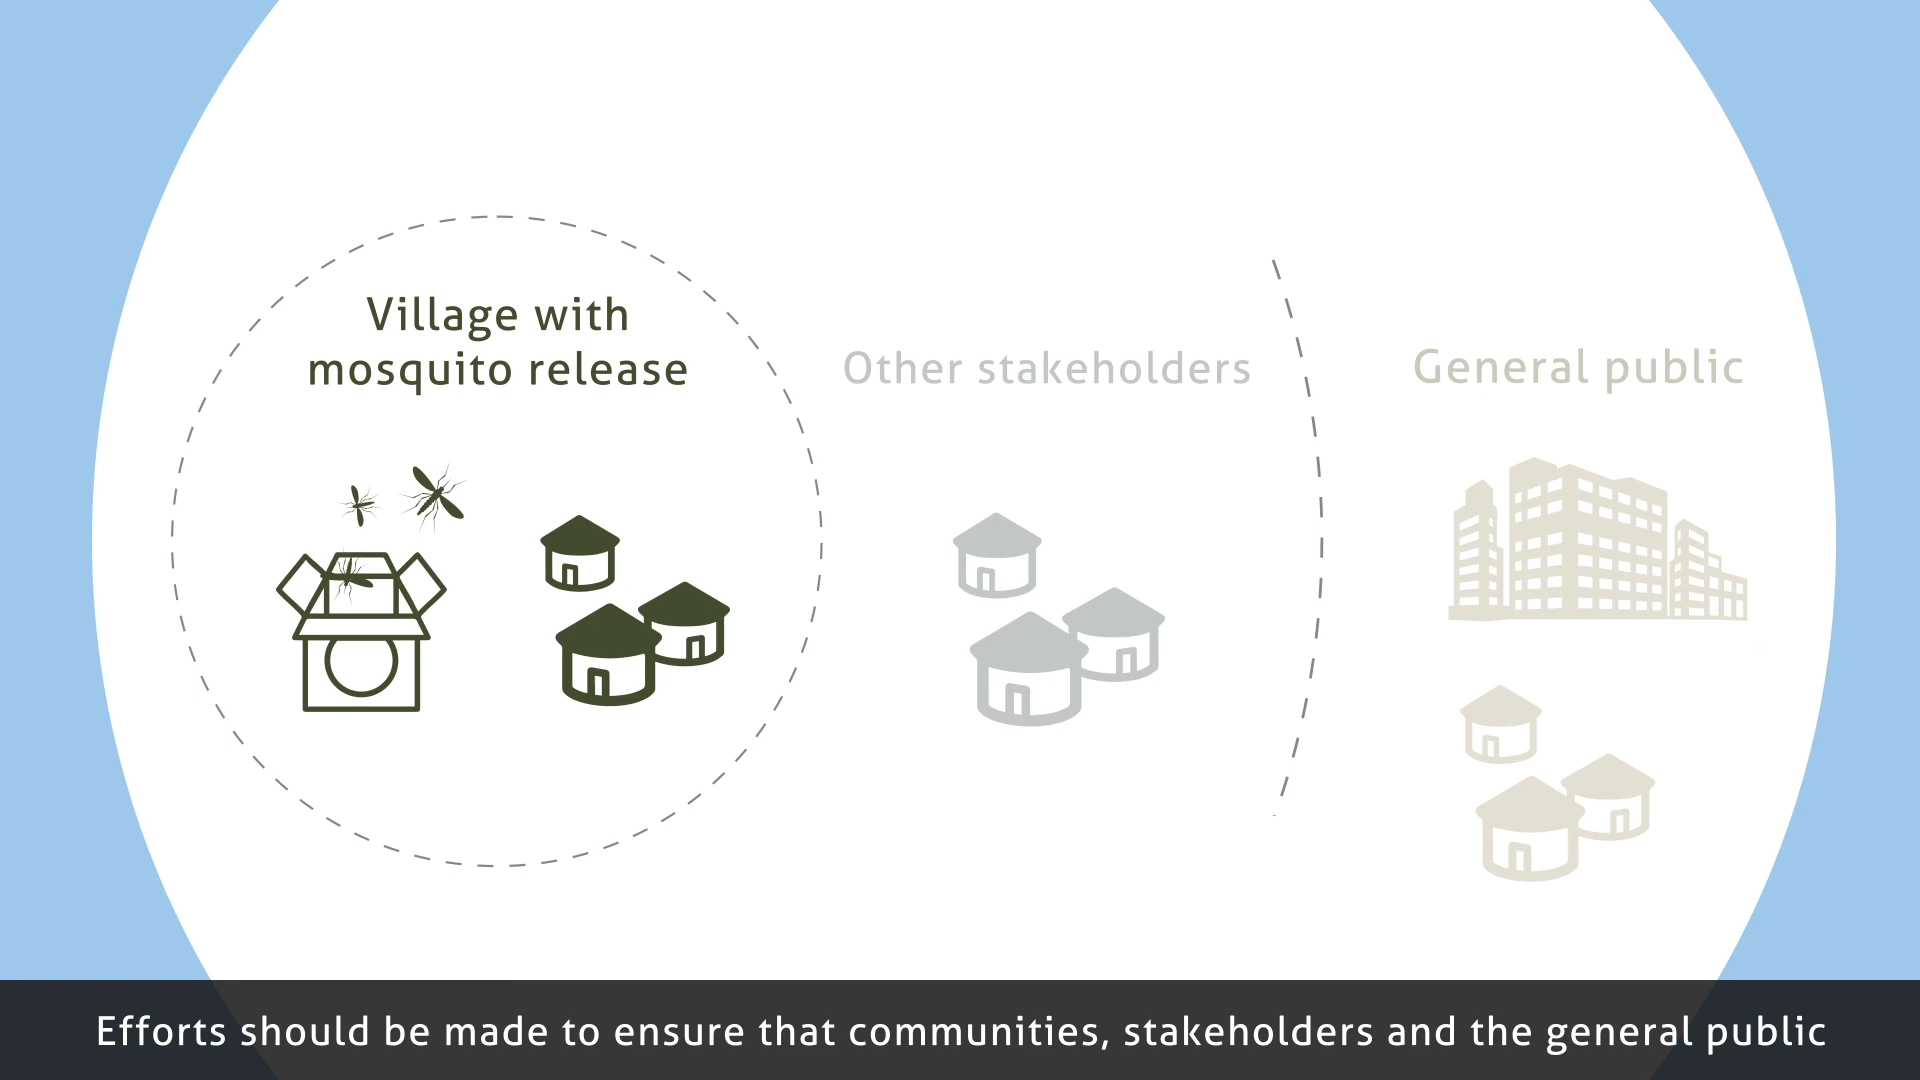 Village with
mosquito release
Other stakeholders
General public
Efforts should be made to ensure that communities, stakeholders and the general public